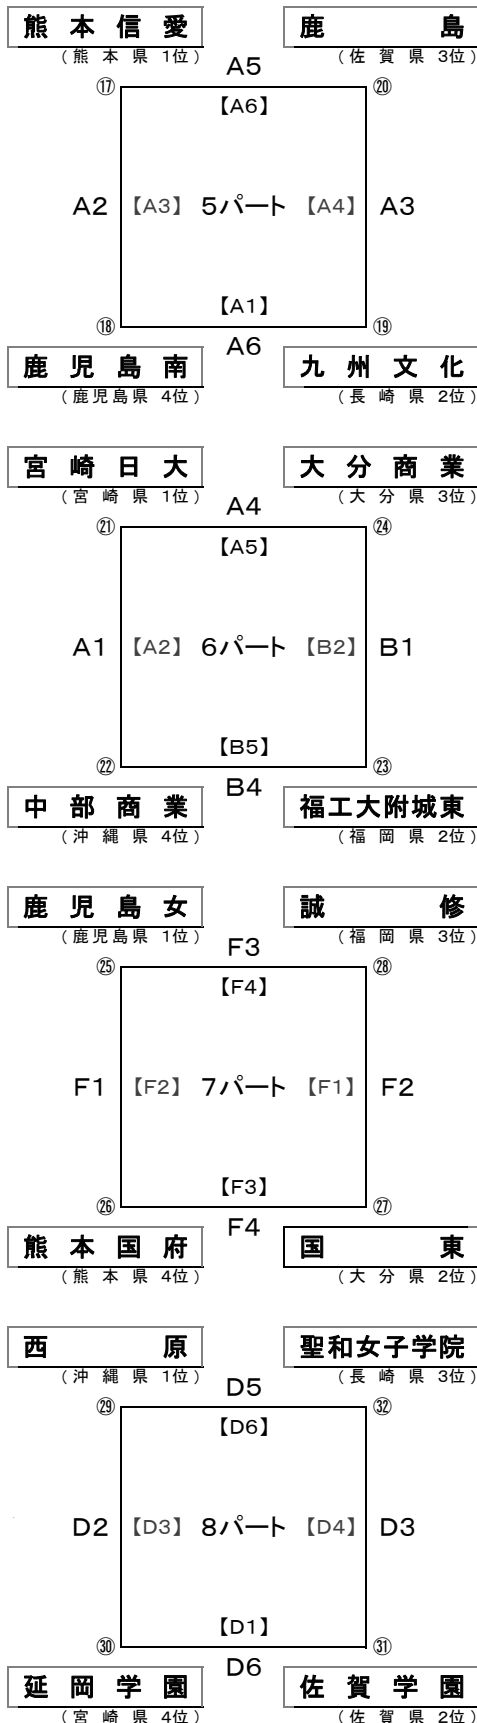 熊本信愛 鹿島
(熊本県 1位) A5 (佐賀県 3位)
⑰ ⑳
【A6】
A2 【A3】 5パート 【A4】 A3
【A1】
⑱ ⑲
A6
鹿児島南 九州文化
(鹿児島県 4位) (長崎県 2位)
宮崎日大 大分商業
(宮崎県 1位) A4 (大分県 3位)
㉑ ㉔
【A5】
A1 【A2】 6パート 【B2】 B1
【B5】
㉒ ㉓
B4
中部商業 福工大附城東
(沖縄県 4位) (福岡県 2位)
鹿児島女 誠修
(鹿児島県 1位) F3 (福岡県 3位)
㉕ ㉘
【F4】
F1 【F2】 7パート 【F1】 F2
【F3】
㉖ ㉗
F4
熊本国府 国東
(熊本県 4位) (大分県 2位)
西原 聖和女子学院
(沖縄県 1位) D5 (長崎県 3位)
㉙ ㉜
【D6】
D2 【D3】 8パート 【D4】 D3
【D1】
㉚ ㉛
D6
延岡学園 佐賀学園
(宮崎県 4位) (佐賀県 2位)